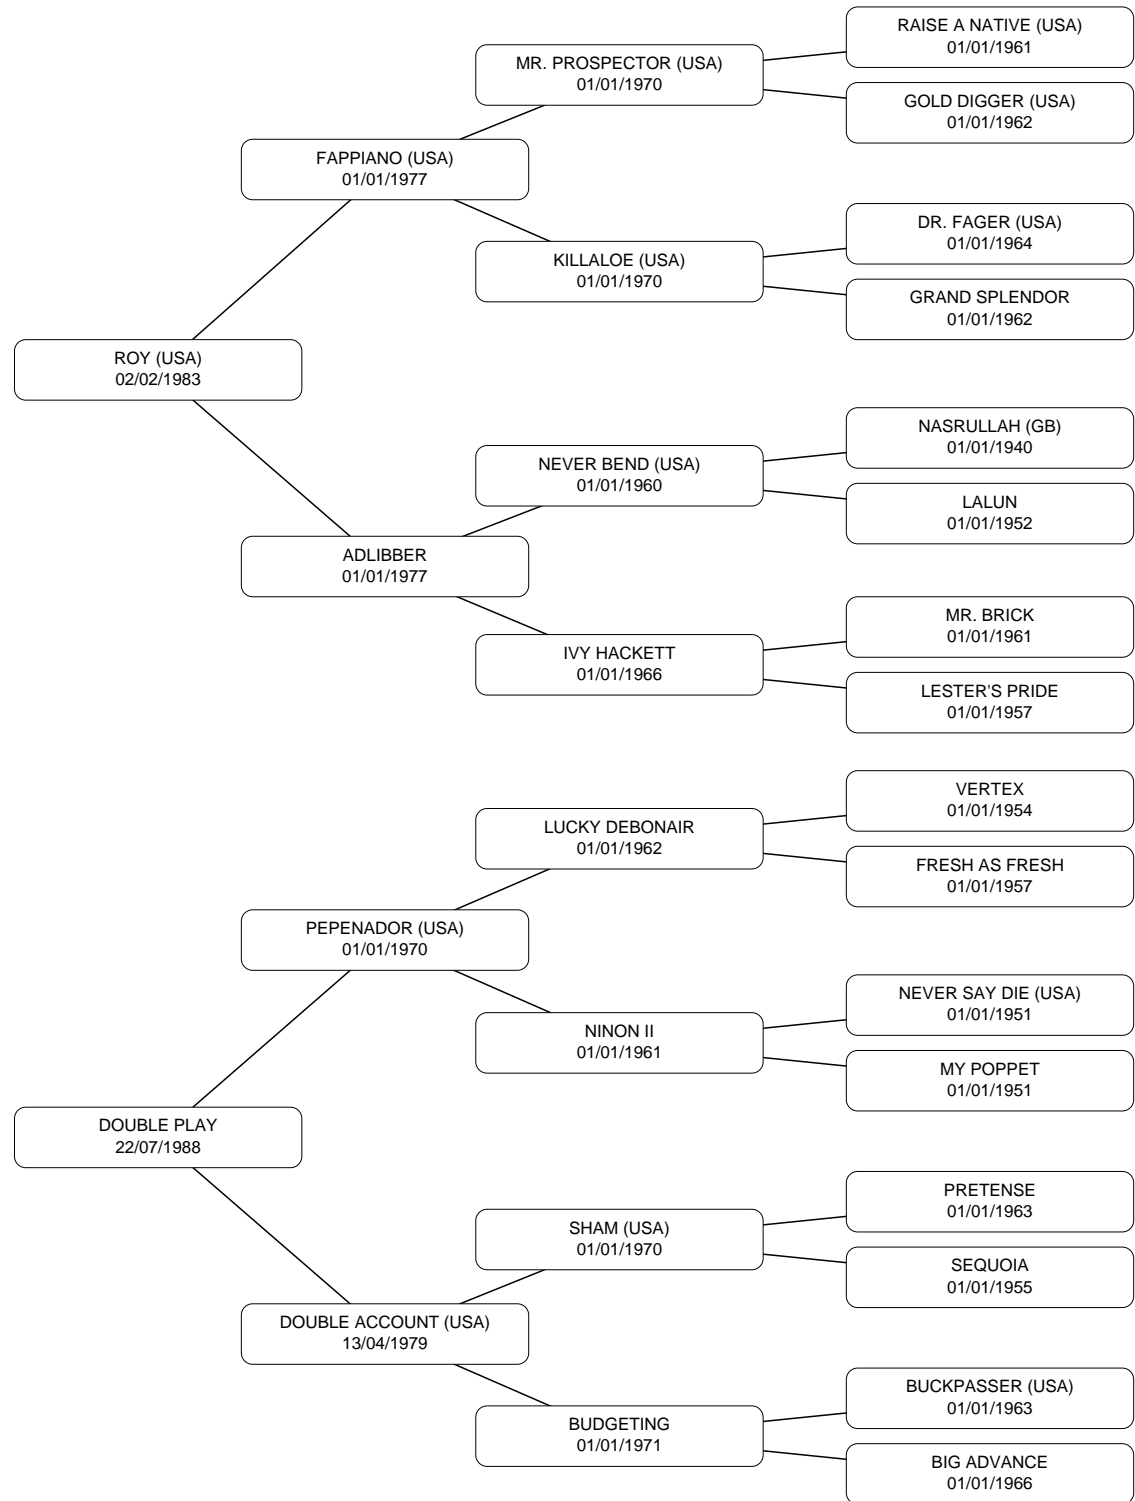 RAISE A NATIVE (USA)
01/01/1961
MR. PROSPECTOR (USA)
01/01/1970
GOLD DIGGER (USA)
01/01/1962
FAPPIANO (USA)
01/01/1977
DR. FAGER (USA)
01/01/1964
KILLALOE (USA)
01/01/1970
GRAND SPLENDOR
01/01/1962
ROY (USA)
02/02/1983
NASRULLAH (GB)
01/01/1940
NEVER BEND (USA)
01/01/1960
LALUN
01/01/1952
ADLIBBER
01/01/1977
MR. BRICK
01/01/1961
IVY HACKETT
01/01/1966
LESTER'S PRIDE
01/01/1957
VERTEX
01/01/1954
LUCKY DEBONAIR
01/01/1962
FRESH AS FRESH
01/01/1957
PEPENADOR (USA)
01/01/1970
NEVER SAY DIE (USA)
01/01/1951
NINON II
01/01/1961
MY POPPET
01/01/1951
DOUBLE PLAY
22/07/1988
PRETENSE
01/01/1963
SHAM (USA)
01/01/1970
SEQUOIA
01/01/1955
DOUBLE ACCOUNT (USA)
13/04/1979
BUCKPASSER (USA)
01/01/1963
BUDGETING
01/01/1971
BIG ADVANCE
01/01/1966